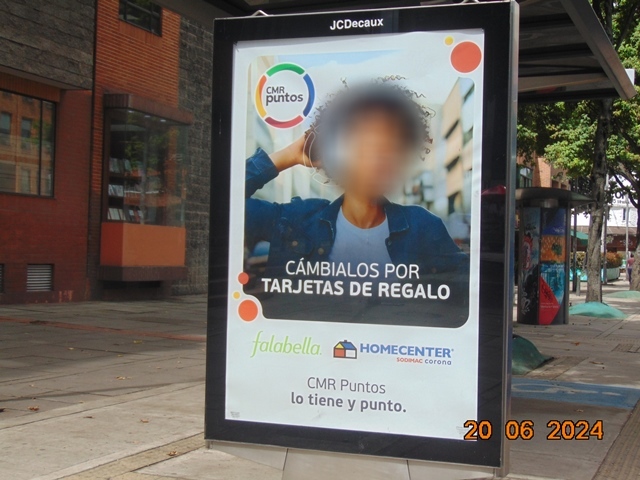 JCDecaux
CMR
puntos
CÁMBIALOS POR
TARJETAS DE REGALO
falabella.
HOMECENTER
SODIMAC corona
CMR Puntos
lo tiene y punto.
20 06 2024